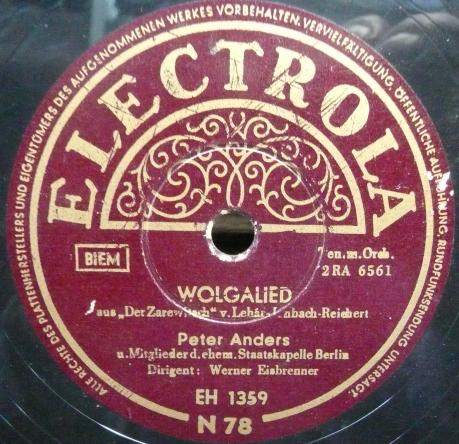 ALLE RECHTE DES PLATTENHERSTELLERS UND EIGENTÜMERS DES AUFGENOMMENEN WERKES VORBEHALTEN. VERVIELFÄLTIGUNG, ÖFFENTLICHE AUFFÜHRUNG, RUNDFUNKSENDUNG UNTERSAGT.
ELECTROLA
BIEM
Ten.m.Orch.
2RA 6561
WOLGALIED
aus „Der Zarewitsch" v. Lehár-Jenbach-Reichert
Peter Anders
u. Mitglieder d. ehem. Staatskapelle Berlin
Dirigent: Werner Eisbrenner
EH 1359
N 78